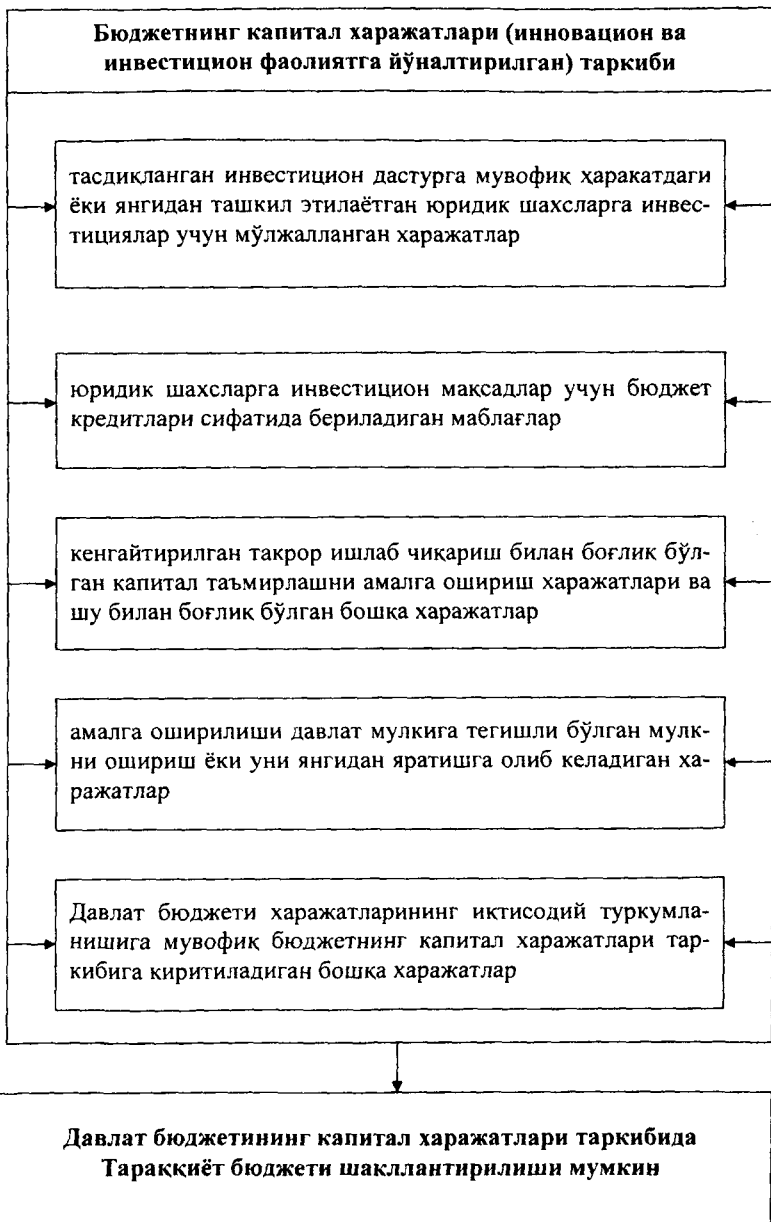 Бюджетнинг капитал харажатлари (инновацион ва
инвестицион фаолиятга йўналтирилган) таркиби
тасдиқланган инвестицион дастурга мувофиқ ҳаракатдаги
ёки янгидан ташкил этилаётган юридик шахсларга инвес-
тициялар учун мўлжалланган харажатлар
юридик шахсларга инвестицион мақсадлар учун бюджет
кредитлари сифатида бериладиган маблағлар
кенгайтирилган такрор ишлаб чиқариш билан боғлиқ бўл-
ган капитал таъмирлашни амалга ошириш харажатлари ва
шу билан боғлиқ бўлган бошқа харажатлар
амалга оширилиши давлат мулкига тегишли бўлган мулк-
ни ошириш ёки уни янгидан яратишга олиб келадиган ха-
ражатлар
Давлат бюджети харажатларининг иқтисодий туркумла-
нишига мувофиқ бюджетнинг капитал харажатлари тар-
кибига киритиладиган бошқа харажатлар
Давлат бюджетининг капитал харажатлари таркибида
Тараққиёт бюджети шакллантирилиши мумкин